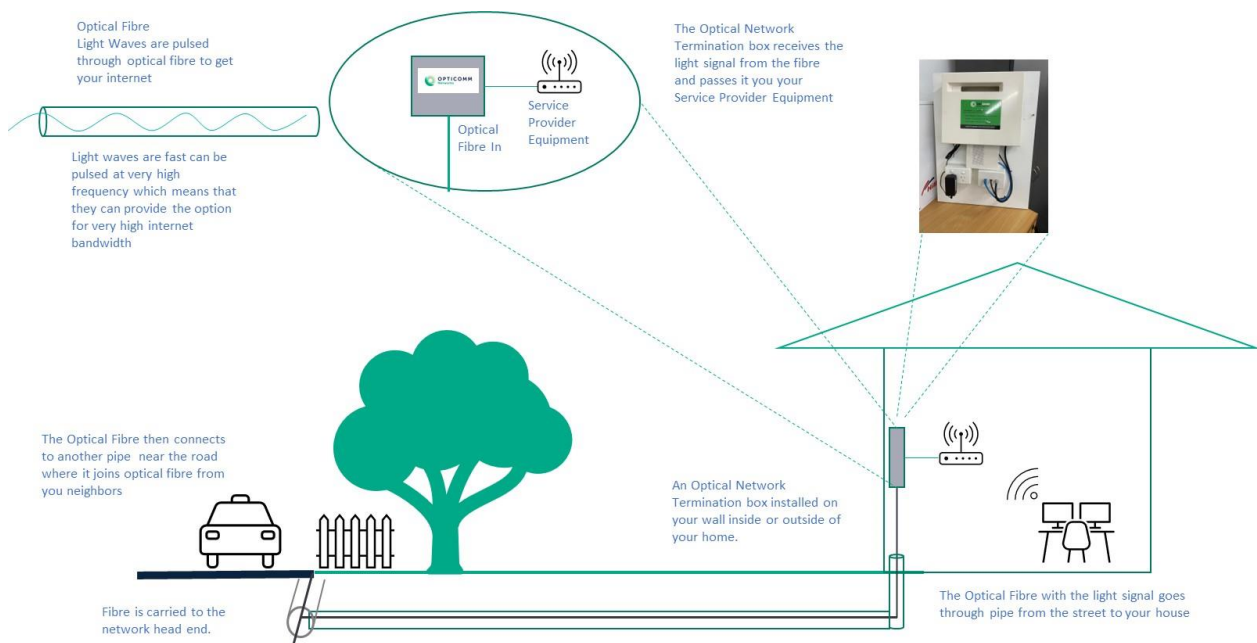 Optical Fibre
Light Waves are pulsed
through optical fibre to get
your internet
Light waves are fast can be
pulsed at very high
frequency which means that
they can provide the option
for very high internet
bandwidth
OPTICOMM
Optical
Fibre In
Service
Provider
Equipment
The Optical Network
Termination box receives the
light signal from the fibre
and passes it you your
Service Provider Equipment
The Optical Fibre then connects
to another pipe near the road
where it joins optical fibre from
you neighbors
An Optical Network
Termination box installed on
your wall inside or outside of
your home.
Fibre is carried to the
network head end.
The Optical Fibre with the light signal goes
through pipe from the street to your house